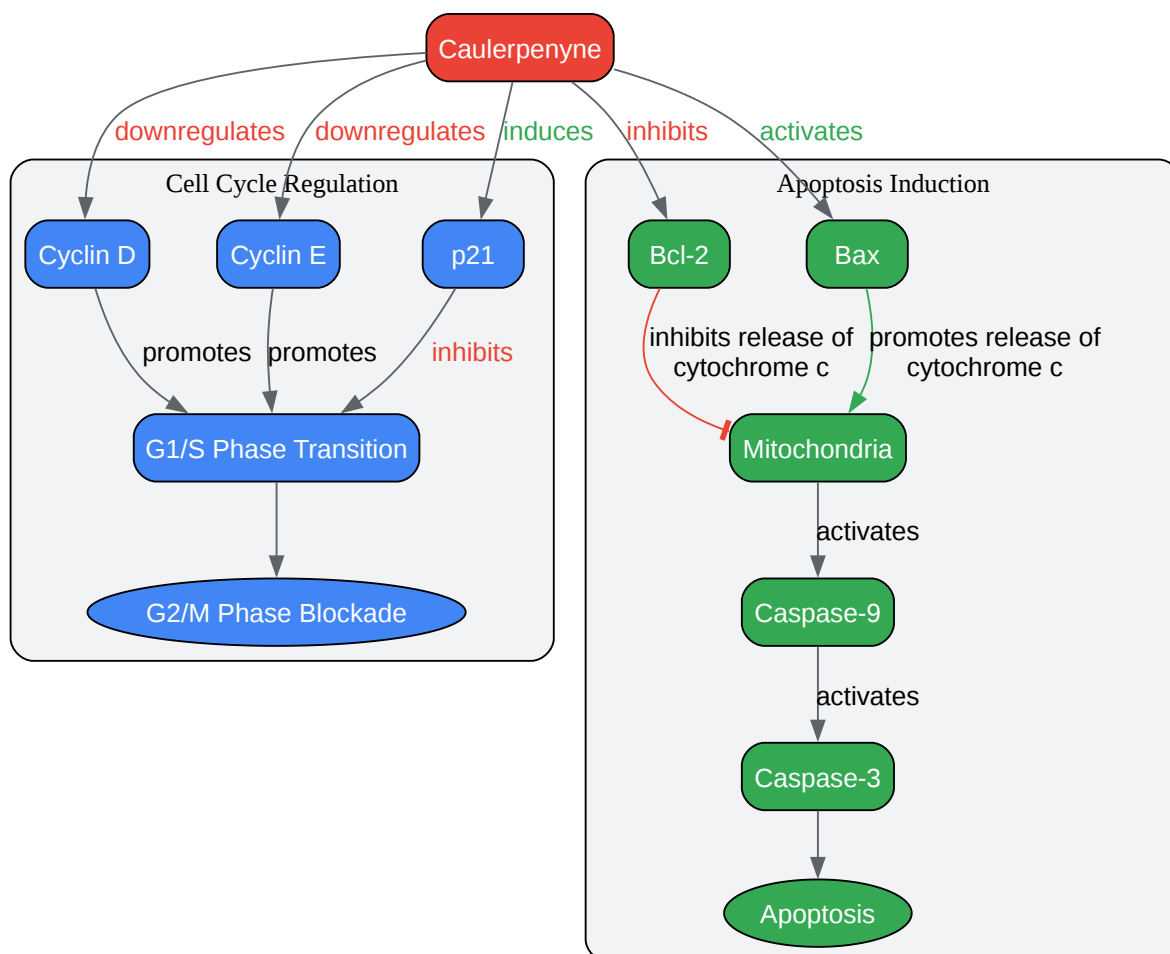 Caulerpenyne
downregulates
downregulates
induces
inhibits
activates
Cell Cycle Regulation
Apoptosis Induction
Cyclin D
Cyclin E
p21
Bcl-2
Bax
promotes
promotes
inhibits
inhibits release of
cytochrome c
promotes release of
cytochrome c
G1/S Phase Transition
Mitochondria
activates
G2/M Phase Blockade
Caspase-9
activates
Caspase-3
Apoptosis